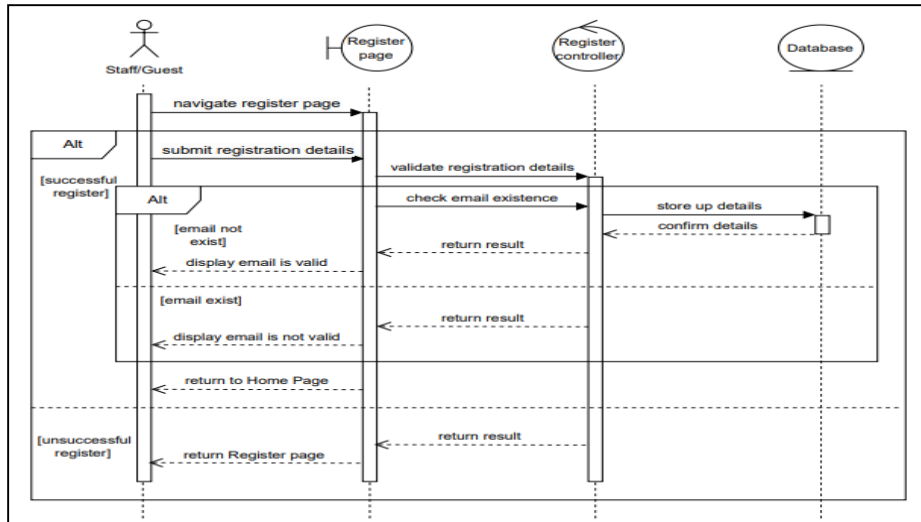 Staff/Guest
Register
page
Register
controller
Database
navigate register page
Alt
submit registration details
validate registration details
[successful
register]
Alt
check email existence
store up details
confirm details
[email not
exist]
return result
display email is valid
[email exist]
return result
display email is not valid
return to Home Page
[unsuccessful
register]
return result
return Register page